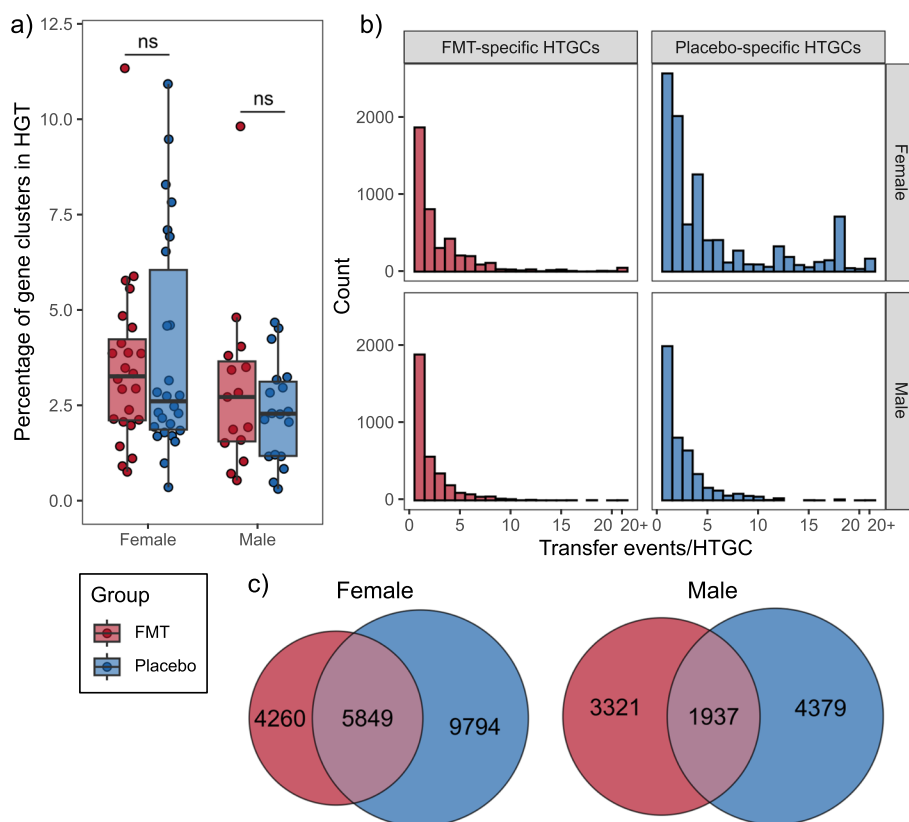 a)
12.5
10.0
7.5
5.0
2.5
0.0
Percentage of gene clusters in HGT
ns
ns
Female
Male
b)
FMT-specific HTGCs
Placebo-specific HTGCs
2000
1000
0
Female
Count
2000
1000
0
Male
0 5 10 15 20 20+
0 5 10 15 20 20+
Transfer events/HTGC
Group
FMT
Placebo
c)
Female
Male
4260
5849
9794
3321
1937
4379